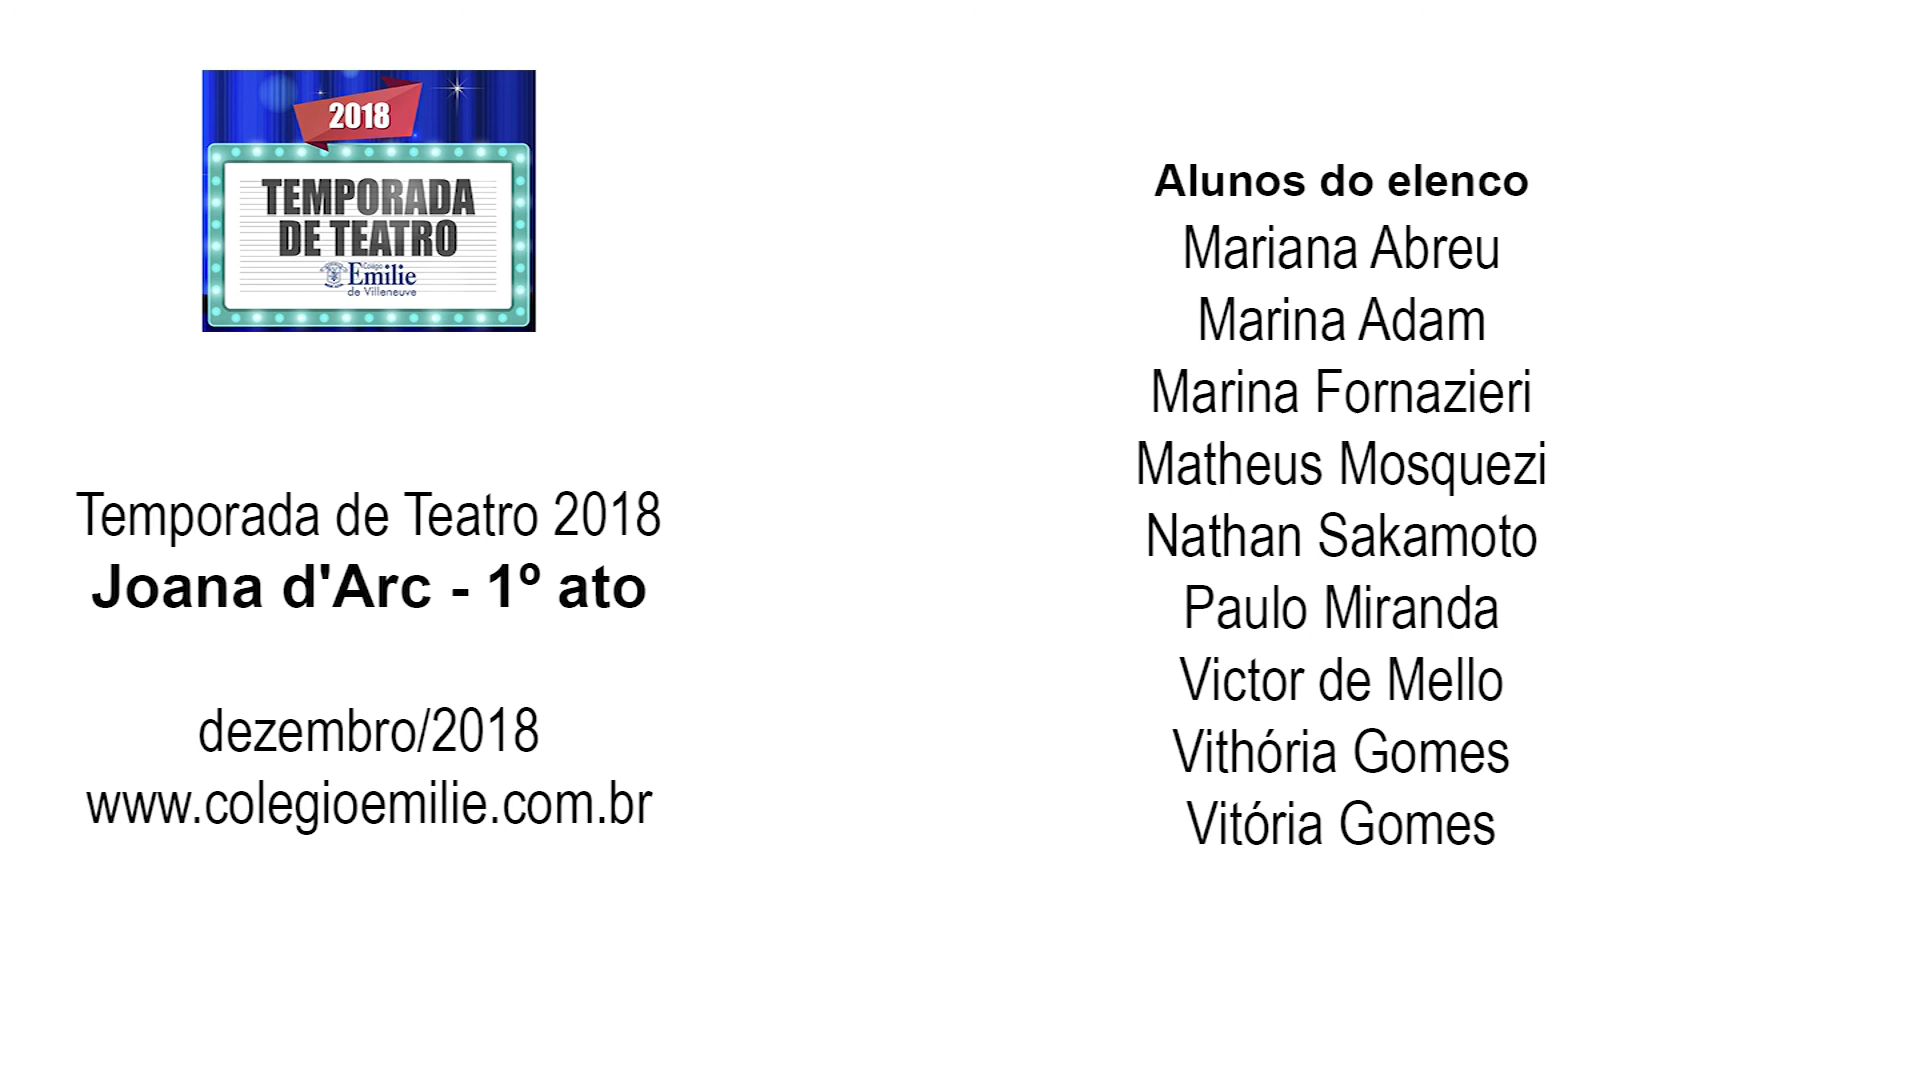 2018
TEMPORADA
DE TEATRO
Colégio
Emilie
de Villeneuve
Temporada de Teatro 2018
Joana d'Arc - 1º ato
dezembro/2018
www.colegioemilie.com.br
Alunos do elenco
Mariana Abreu
Marina Adam
Marina Fornazieri
Matheus Mosquezi
Nathan Sakamoto
Paulo Miranda
Victor de Mello
Vithória Gomes
Vitória Gomes